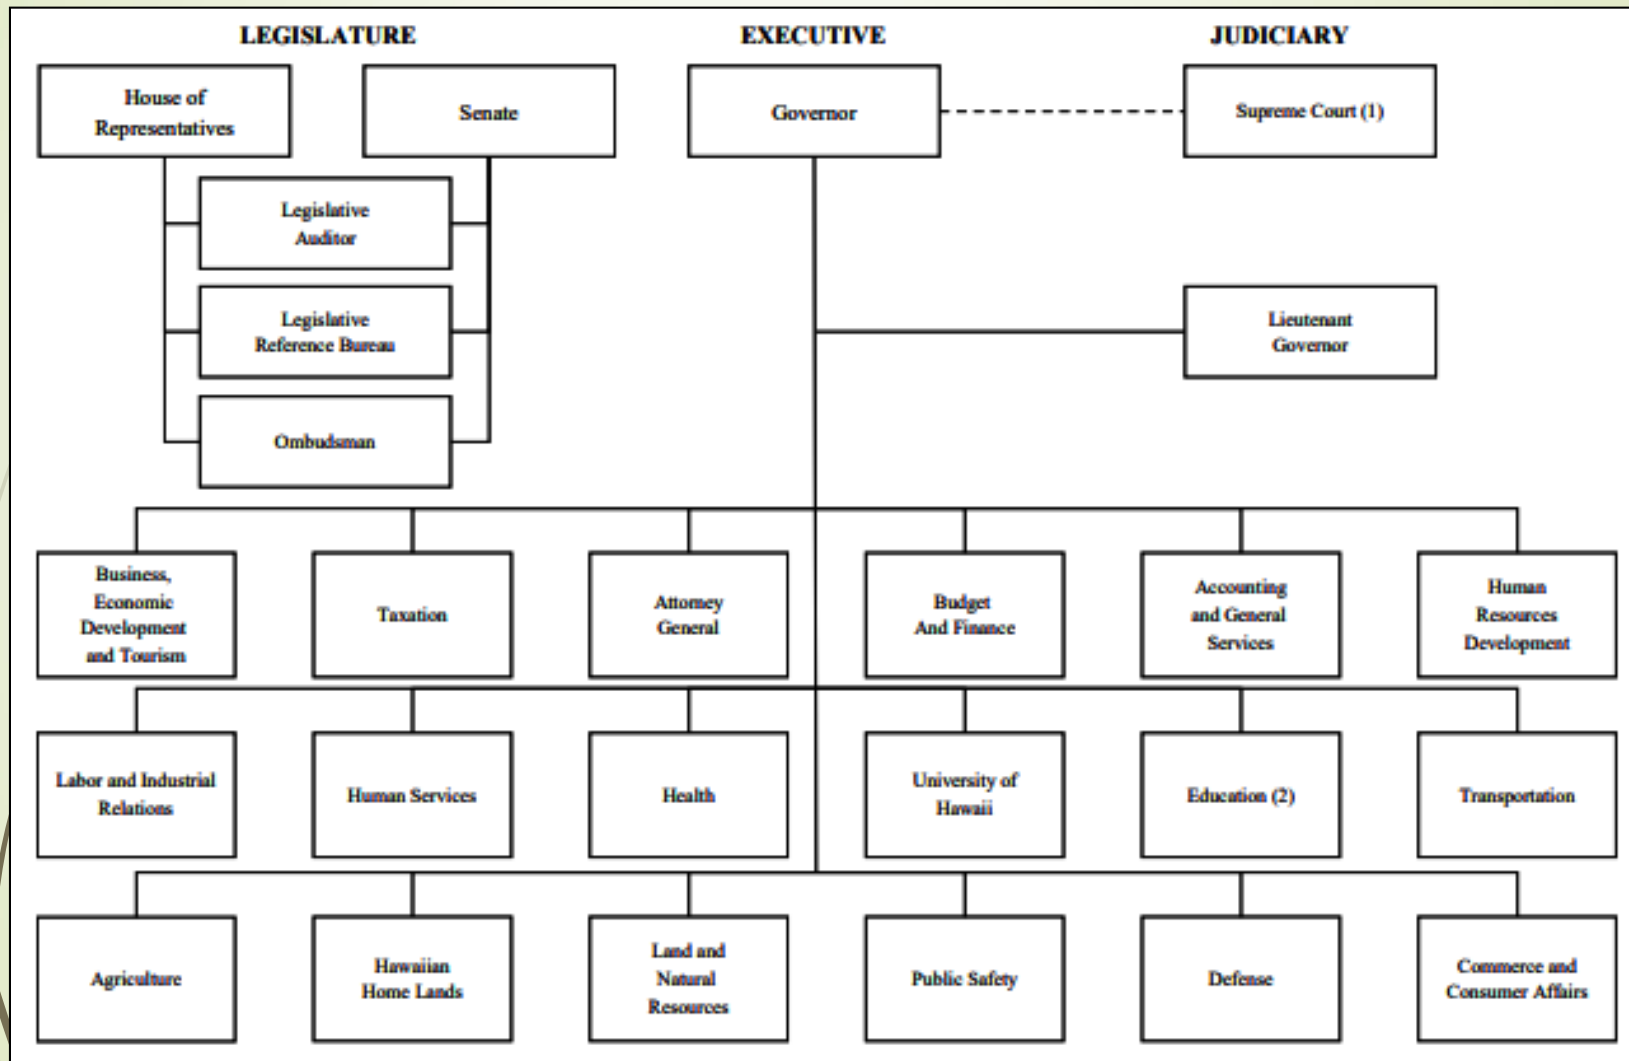 LEGISLATURE
EXECUTIVE
JUDICIARY
House of
Representatives
Senate
Governor
Supreme Court (1)
Legislative
Auditor
Legislative
Reference Bureau
Lieutenant
Governor
Ombudsman
Business,
Economic
Development
and Tourism
Taxation
Attorney
General
Budget
And Finance
Accounting
and General
Services
Human
Resources
Development
Labor and Industrial
Relations
Human Services
Health
University of
Hawaii
Education (2)
Transportation
Agriculture
Hawaiian
Home Lands
Land and
Natural
Resources
Public Safety
Defense
Commerce and
Consumer Affairs